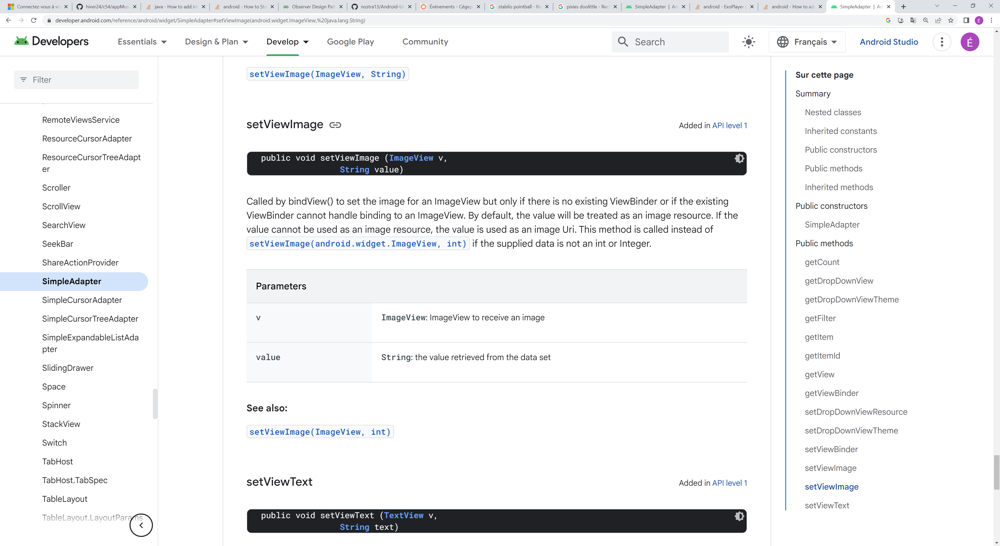 Connectez-vous à vo
hiver24/c54/appMus
java - How to add im
android - How to Sto
Observer Design Patt
nostra13/Android-Un
Événements - Cégep
stabilo pointball - Re
pixies doolittle - Rech
SimpleAdapter | An
android - ExoPlayer g
android - How to add
SimpleAdapter | An
developer.android.com/reference/android/widget/SimpleAdapter#setViewImage(android.widget.ImageView,%20java.lang.String)
É
Developers
Essentials
Design & Plan
Develop
Google Play
Community
Search
Français
Android Studio
É
Filter
RemoteViewsService
ResourceCursorAdapter
ResourceCursorTreeAdapt
er
Scroller
ScrollView
SearchView
SeekBar
ShareActionProvider
SimpleAdapter
SimpleCursorAdapter
SimpleCursorTreeAdapter
SimpleExpandableListAda
pter
SlidingDrawer
Space
Spinner
StackView
Switch
TabHost
TabHost.TabSpec
TableLayout
TableLayout.LayoutParams
setViewImage(ImageView, String)
setViewImage
Added in API level 1
public void setViewImage (ImageView v,
String value)
Called by bindView() to set the image for an ImageView but only if there is no existing ViewBinder or if the existing
ViewBinder cannot handle binding to an ImageView. By default, the value will be treated as an image resource. If the
value cannot be used as an image resource, the value is used as an image Uri. This method is called instead of
setViewImage(android.widget.ImageView, int) if the supplied data is not an int or Integer.
Parameters
v
ImageView: ImageView to receive an image
value
String: the value retrieved from the data set
See also:
setViewImage(ImageView, int)
setViewText
Added in API level 1
public void setViewText (TextView v,
String text)
Sur cette page
Summary
Nested classes
Inherited constants
Public constructors
Public methods
Inherited methods
Public constructors
SimpleAdapter
Public methods
getCount
getDropDownView
getDropDownViewTheme
getFilter
getItem
getItemId
getView
getViewBinder
setDropDownViewResource
setDropDownViewTheme
setViewBinder
setViewImage
setViewImage
setViewText